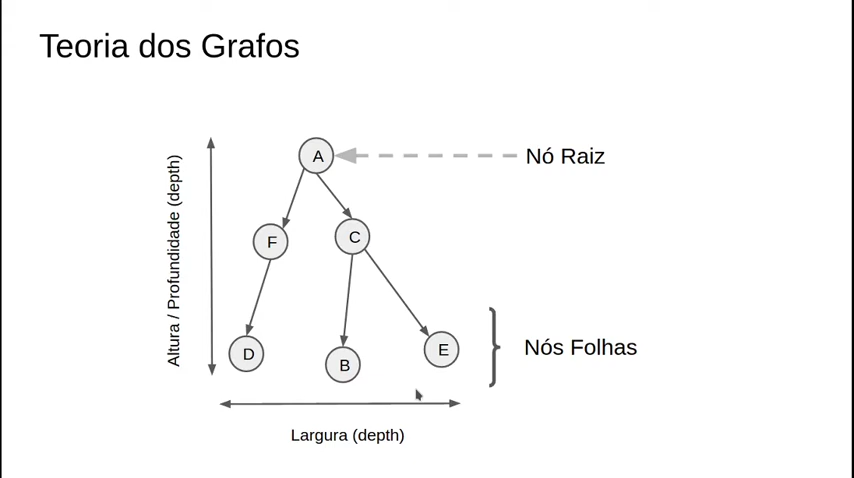 Teoria dos Grafos
A
Nó Raiz
Altura / Profundidade (depth)
F
C
D
B
E
Nós Folhas
Largura (depth)